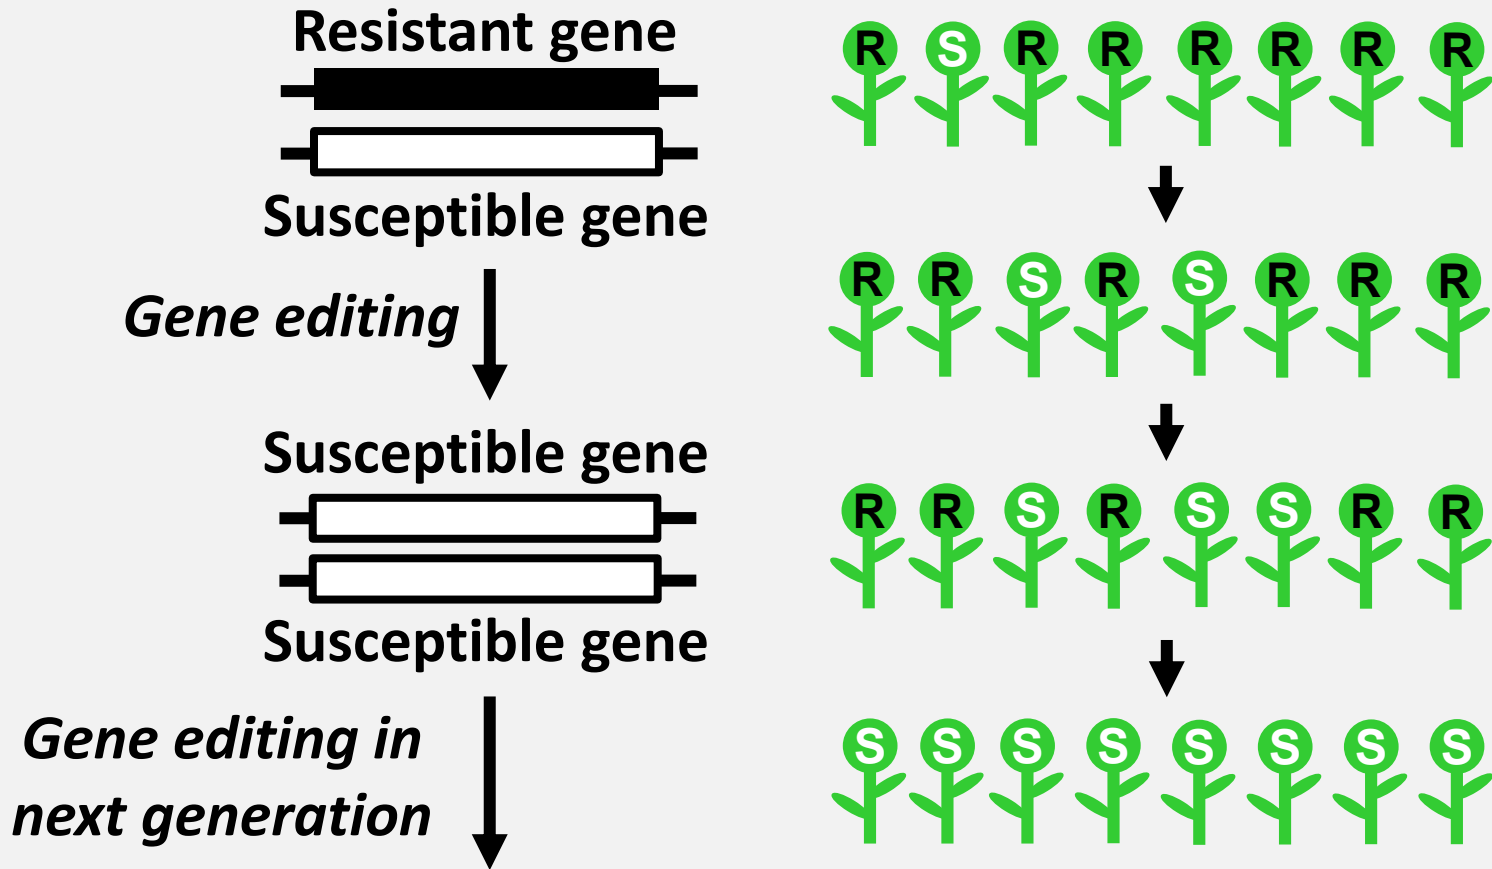 Resistant gene
Susceptible gene
Gene editing
Susceptible gene
Susceptible gene
Gene editing in
next generation
R S R R R R R R
R R S R S R R R
R R S R S S R R
S S S S S S S S